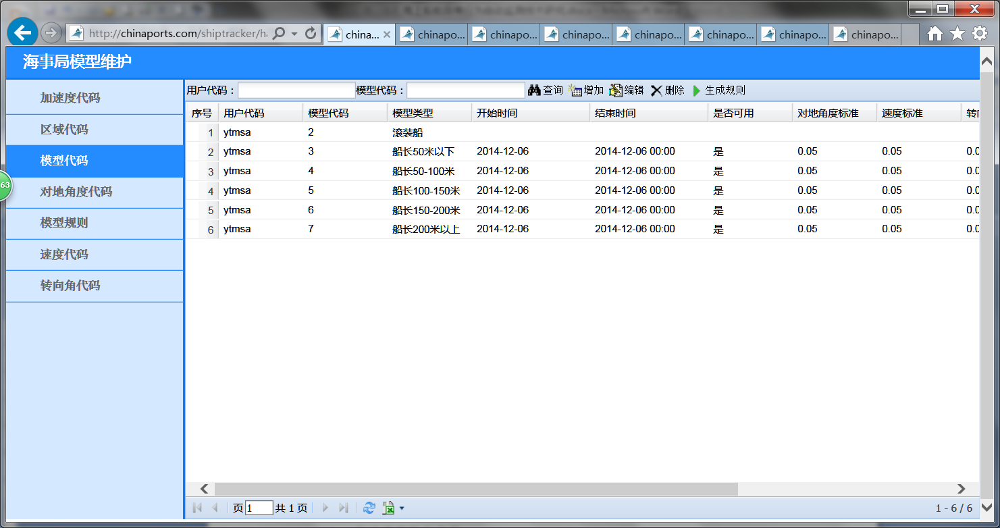 http://chinaports.com/shiptracker/ha
china... chinapo... chinapo... chinapo... chinapo... chinapo... chinapo... chinapo...
海事局模型维护
加速度代码
区域代码
模型代码
对地角度代码
模型规则
速度代码
转向角代码
63
用户代码： 模型代码： 查询 增加 编辑 删除 生成规则
序号 用户代码 模型代码 模型类型 开始时间 结束时间 是否可用 对地角度标准 速度标准 转
1 ytmsa 2 滚装船
2 ytmsa 3 船长50米以下 2014-12-06 2014-12-06 00:00 是 0.05 0.05 0.0
3 ytmsa 4 船长50-100米 2014-12-06 2014-12-06 00:00 是 0.05 0.05 0.0
4 ytmsa 5 船长100-150米 2014-12-06 2014-12-06 00:00 是 0.05 0.05 0.0
5 ytmsa 6 船长150-200米 2014-12-06 2014-12-06 00:00 是 0.05 0.05 0.0
6 ytmsa 7 船长200米以上 2014-12-06 2014-12-06 00:00 是 0.05 0.05 0.0
页 1 共 1 页
1 - 6 / 6